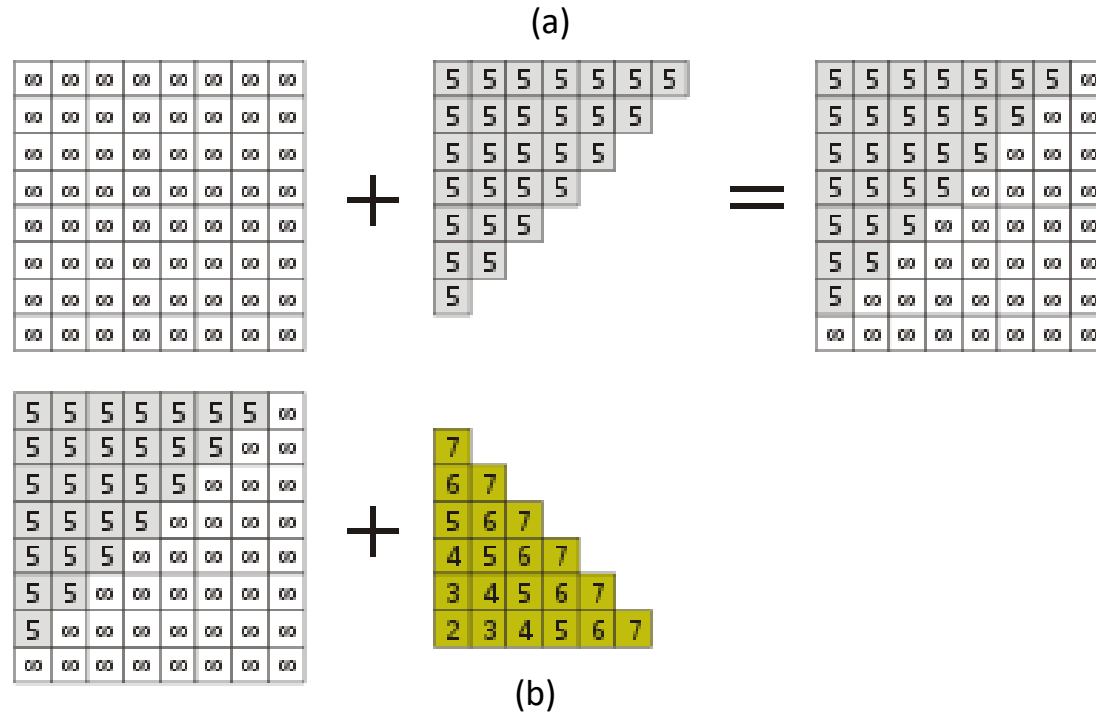 (a)
∞ ∞ ∞ ∞ ∞ ∞ ∞ ∞ 5 5 5 5 5 5 5 5 5 5 5 5 5 5 ∞
∞ ∞ ∞ ∞ ∞ ∞ ∞ ∞ 5 5 5 5 5 5 5 5 5 5 5 5 ∞ ∞
∞ ∞ ∞ ∞ ∞ ∞ ∞ ∞ 5 5 5 5 5 5 5 5 5 5 ∞ ∞ ∞
∞ ∞ ∞ ∞ ∞ ∞ ∞ ∞ + 5 5 5 5 = 5 5 5 5 ∞ ∞ ∞ ∞
∞ ∞ ∞ ∞ ∞ ∞ ∞ ∞ 5 5 5 5 5 5 ∞ ∞ ∞ ∞ ∞
∞ ∞ ∞ ∞ ∞ ∞ ∞ ∞ 5 5 5 5 ∞ ∞ ∞ ∞ ∞ ∞
∞ ∞ ∞ ∞ ∞ ∞ ∞ ∞ 5 5 ∞ ∞ ∞ ∞ ∞ ∞ ∞
∞ ∞ ∞ ∞ ∞ ∞ ∞ ∞ ∞ ∞ ∞ ∞ ∞ ∞ ∞ ∞
5 5 5 5 5 5 5 ∞
5 5 5 5 5 5 ∞ ∞ 7
5 5 5 5 5 ∞ ∞ ∞ 6 7
5 5 5 5 ∞ ∞ ∞ ∞ + 5 6 7
5 5 5 ∞ ∞ ∞ ∞ ∞ 4 5 6 7
5 5 ∞ ∞ ∞ ∞ ∞ ∞ 3 4 5 6 7
5 ∞ ∞ ∞ ∞ ∞ ∞ ∞ 2 3 4 5 6 7
∞ ∞ ∞ ∞ ∞ ∞ ∞ ∞
(b)